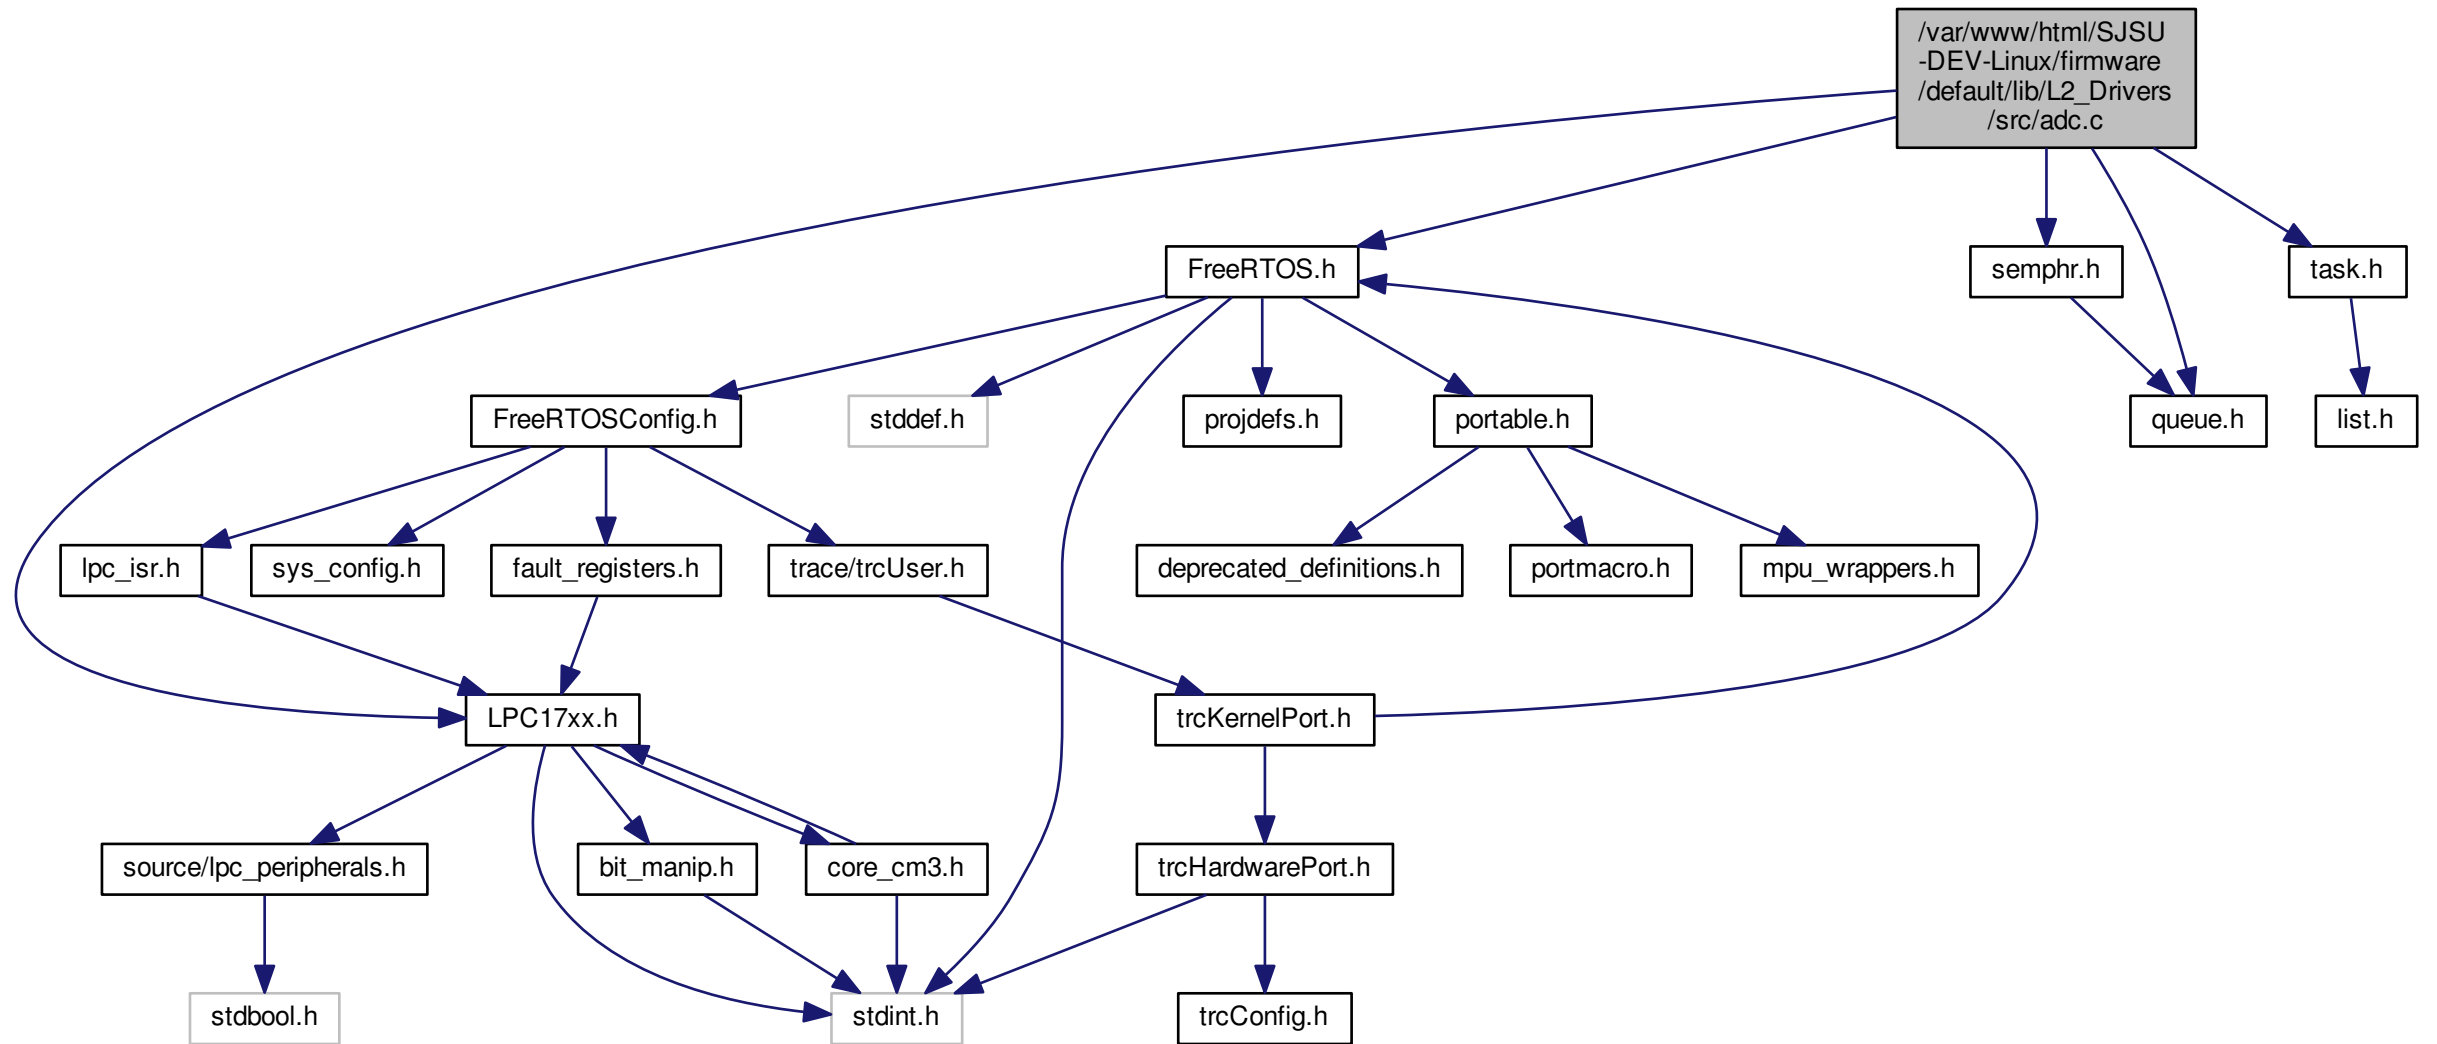 /var/www/html/SJSU
-DEV-Linux/firmware
/default/lib/L2_Drivers
/src/adc.c
FreeRTOS.h
semphr.h
task.h
FreeRTOSConfig.h
stddef.h
projdefs.h
portable.h
queue.h
list.h
lpc_isr.h
sys_config.h
fault_registers.h
trace/trcUser.h
deprecated_definitions.h
portmacro.h
mpu_wrappers.h
LPC17xx.h
trcKernelPort.h
source/lpc_peripherals.h
bit_manip.h
core_cm3.h
trcHardwarePort.h
stdbool.h
stdint.h
trcConfig.h